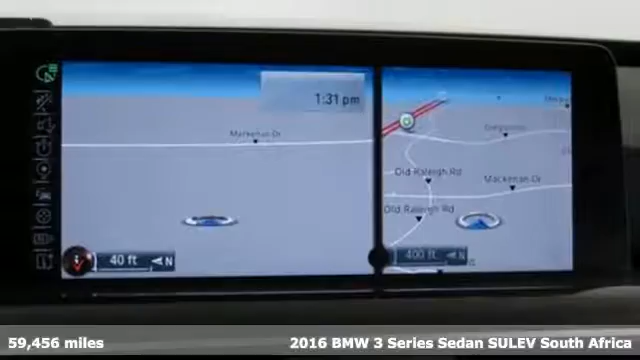 1:31 pm
Mackenan Dr
Old Raleigh Rd
Mackenan Dr
Old Raleigh Rd
40 ft
N
400 ft
N
59,456 miles
2016 BMW 3 Series Sedan SULEV South Africa